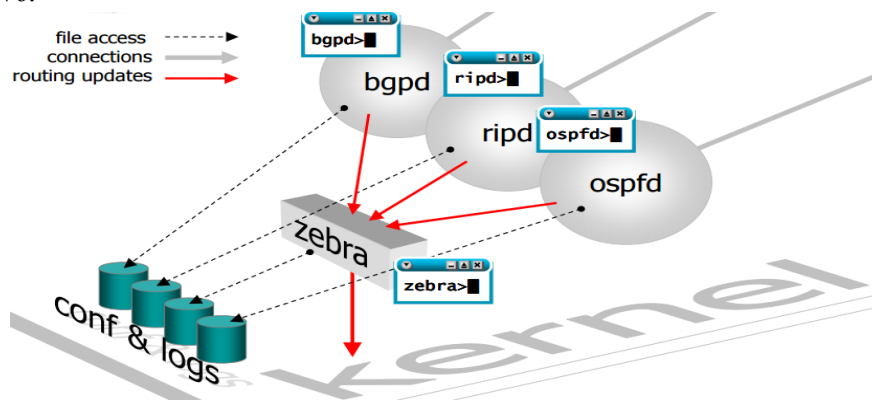 file access
connections
routing updates
bgpd>
bgpd
ripd>
ripd
ospfd>
ospfd
zebra
zebra>
conf & logs
kernel